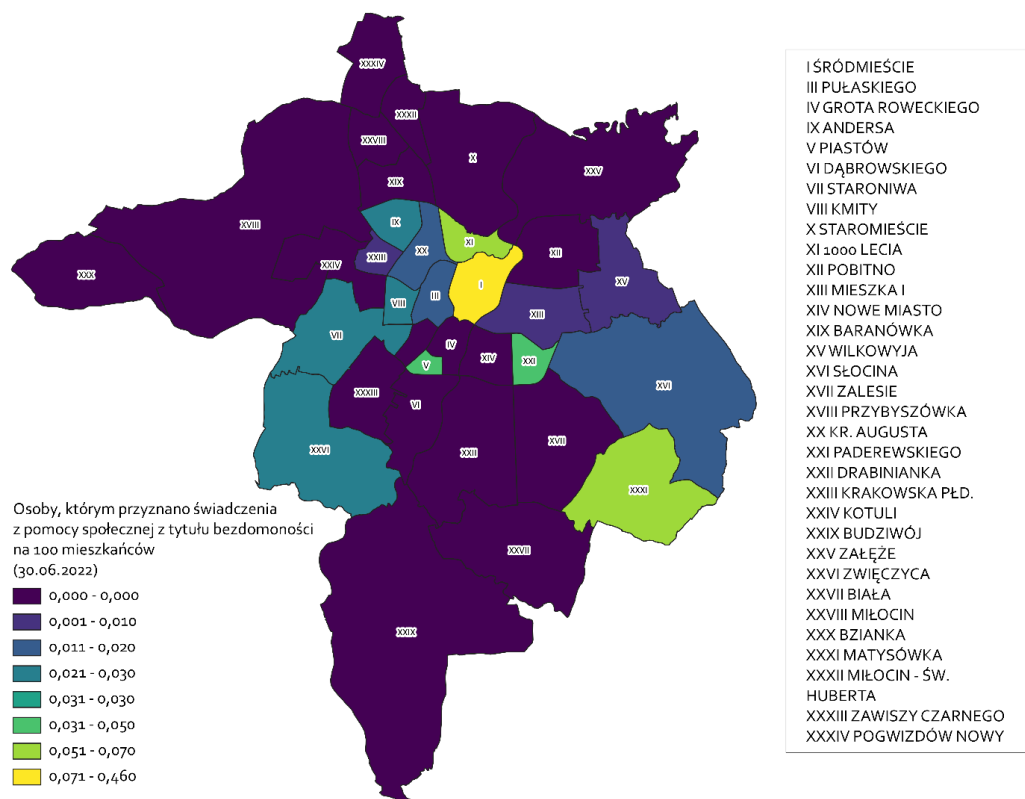 XXXIV
XXXII
XXVIII
X
XXV
XIX
IX
XVIII
XX
XI
XII
XXIII
XXIV
XXX
XV
VIII
III
I
XIII
VII
IV
XIV
V
XXI
XVI
XXXIII
VI
XXVI
XXII
XVII
XXXI
XXVII
XXIX
Osoby, którym przyznano świadczenia
z pomocy społecznej z tytułu bezdomoności
na 100 mieszkańców
(30.06.2022)
0,000 - 0,000
0,001 - 0,010
0,011 - 0,020
0,021 - 0,030
0,031 - 0,030
0,031 - 0,050
0,051 - 0,070
0,071 - 0,460
I ŚRÓDMIEŚCIE
III PUŁASKIEGO
IV GROTA ROWECKIEGO
IX ANDERSA
V PIASTÓW
VI DĄBROWSKIEGO
VII STARONIWA
VIII KMITY
X STAROMIEŚCIE
XI 1000 LECIA
XII POBITNO
XIII MIESZKA I
XIV NOWE MIASTO
XIX BARANÓWKA
XV WILKOWYJA
XVI SŁOCINA
XVII ZALESIE
XVIII PRZYBYSZÓWKA
XX KR. AUGUSTA
XXI PADEREWSKIEGO
XXII DRABINIANKA
XXIII KRAKOWSKA PŁD.
XXIV KOTULI
XXIX BUDZIWÓJ
XXV ZAŁĘŻE
XXVI ZWIĘCZYCA
XXVII BIAŁA
XXVIII MIŁOCIN
XXX BZIANKA
XXXI MATYSÓWKA
XXXII MIŁOCIN - ŚW.
HUBERTA
XXXIII ZAWISZY CZARNEGO
XXXIV POGWIZDÓW NOWY